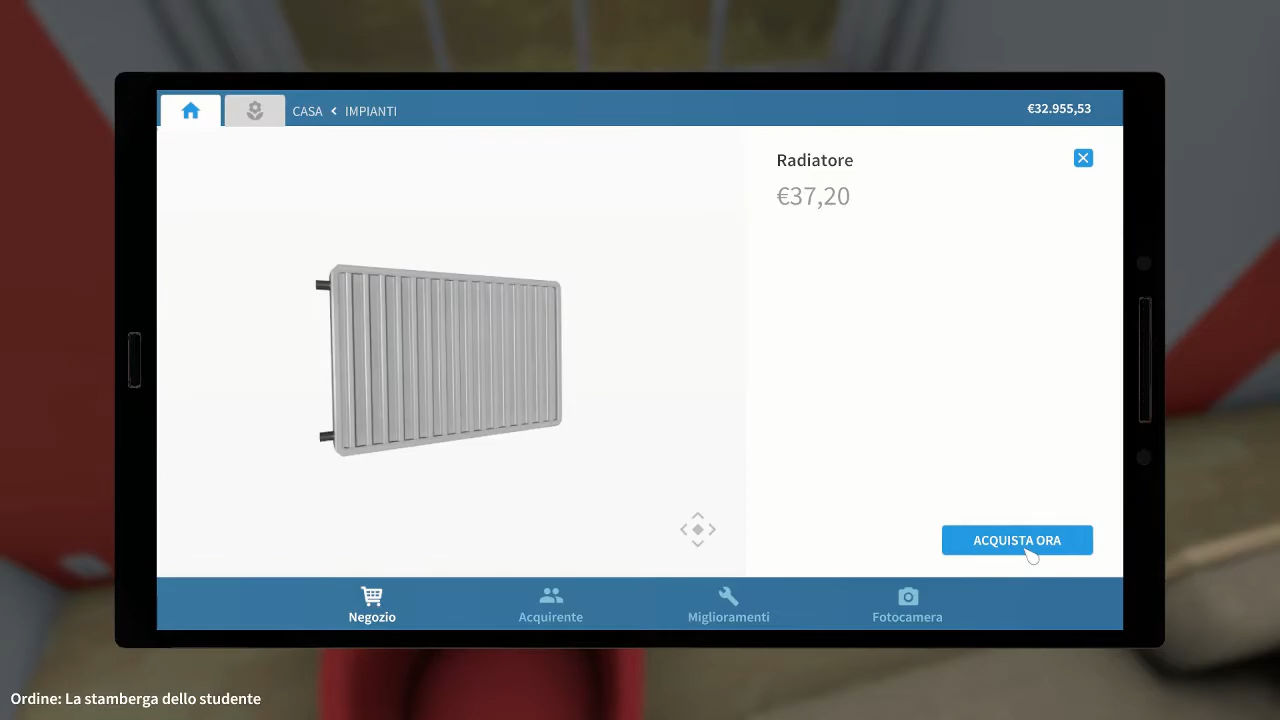 CASA < IMPIANTI
€32.955,53
Radiatore
€37,20
ACQUISTA ORA
Negozio
Acquirente
Miglioramenti
Fotocamera
Ordine: La stamberga dello studente